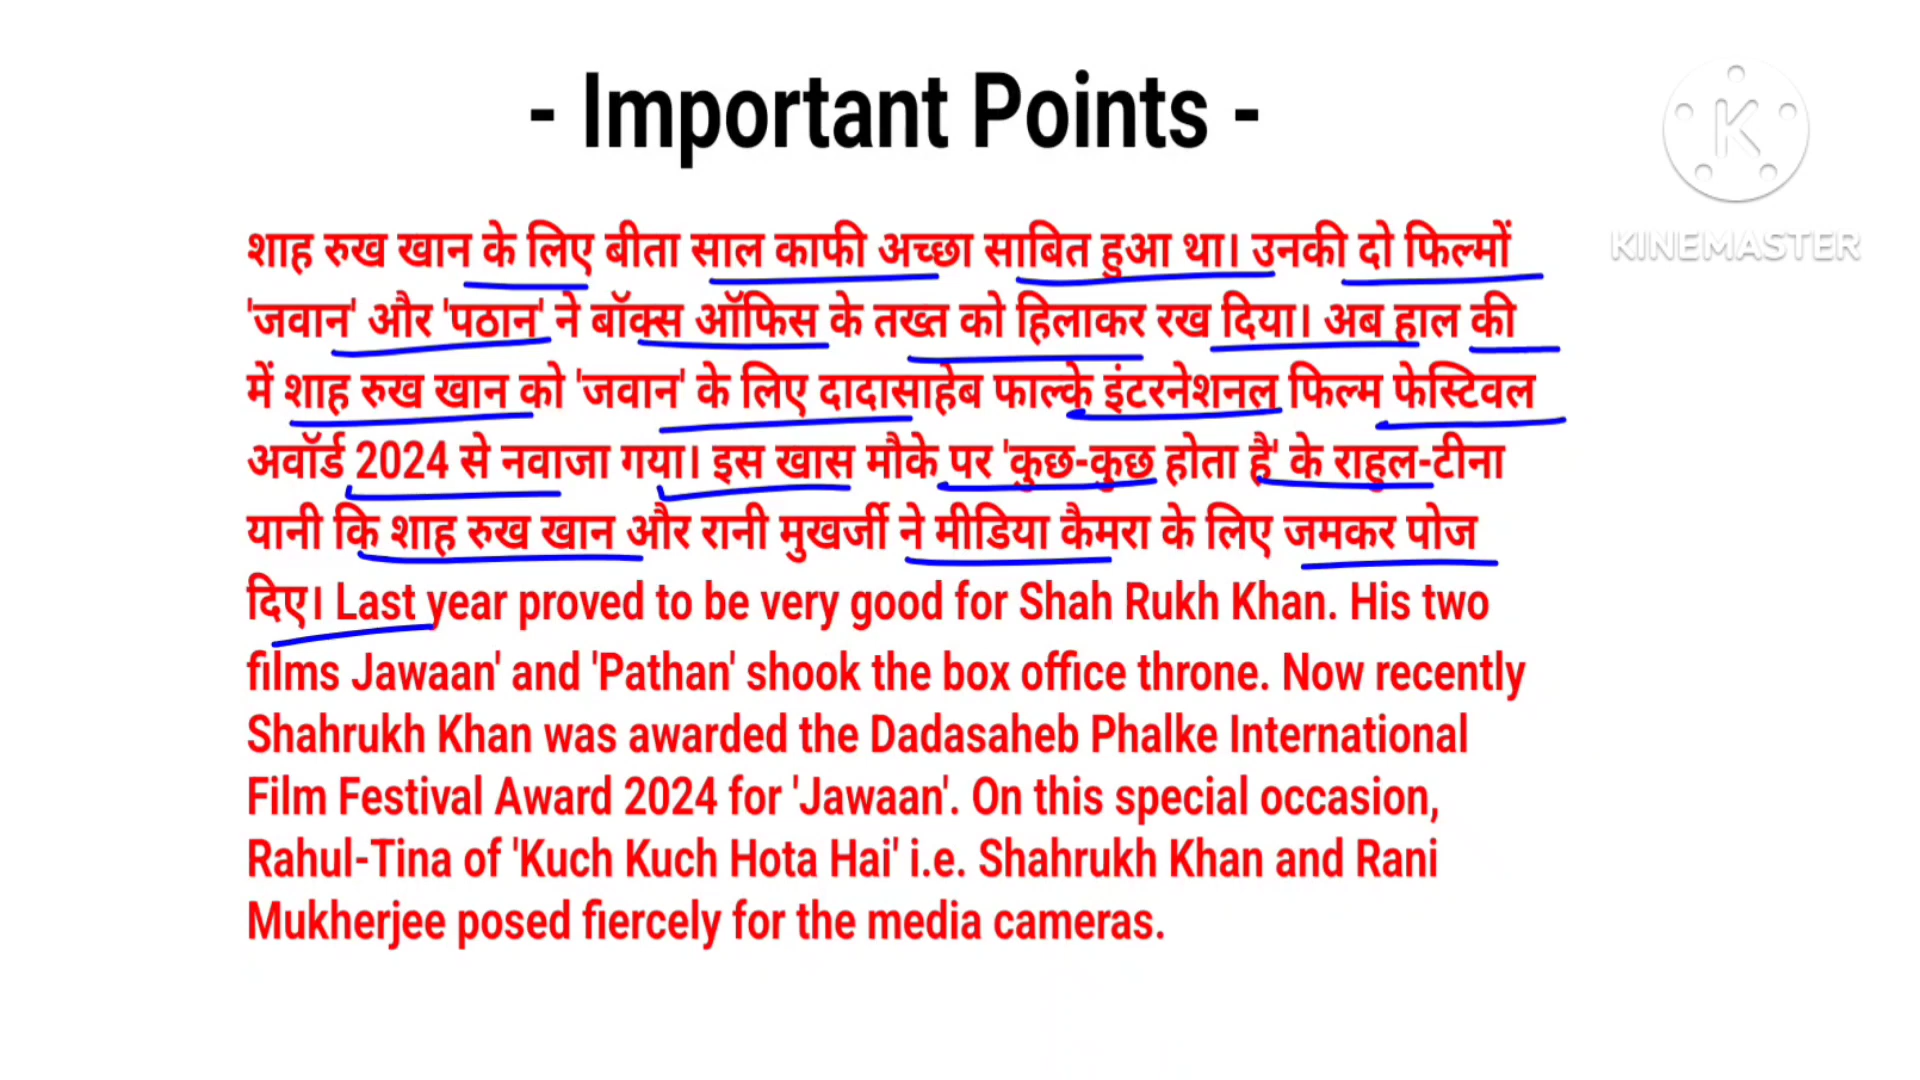 - Important Points -
KINEMASTER
शाह रुख खान के लिए बीता साल काफी अच्छा साबित हुआ था। उनकी दो फिल्मों
'जवान' और 'पठान' ने बॉक्स ऑफिस के तख्त को हिलाकर रख दिया। अब हाल की
में शाह रुख खान को 'जवान' के लिए दादासाहेब फाल्के इंटरनेशनल फिल्म फेस्टिवल
अवॉर्ड 2024 से नवाजा गया। इस खास मौके पर 'कुछ-कुछ होता है' के राहुल-टीना
यानी कि शाह रुख खान और रानी मुखर्जी ने मीडिया कैमरा के लिए जमकर पोज
दिए। Last year proved to be very good for Shah Rukh Khan. His two
films Jawaan' and 'Pathan' shook the box office throne. Now recently
Shahrukh Khan was awarded the Dadasaheb Phalke International
Film Festival Award 2024 for 'Jawaan'. On this special occasion,
Rahul-Tina of 'Kuch Kuch Hota Hai' i.e. Shahrukh Khan and Rani
Mukherjee posed fiercely for the media cameras.